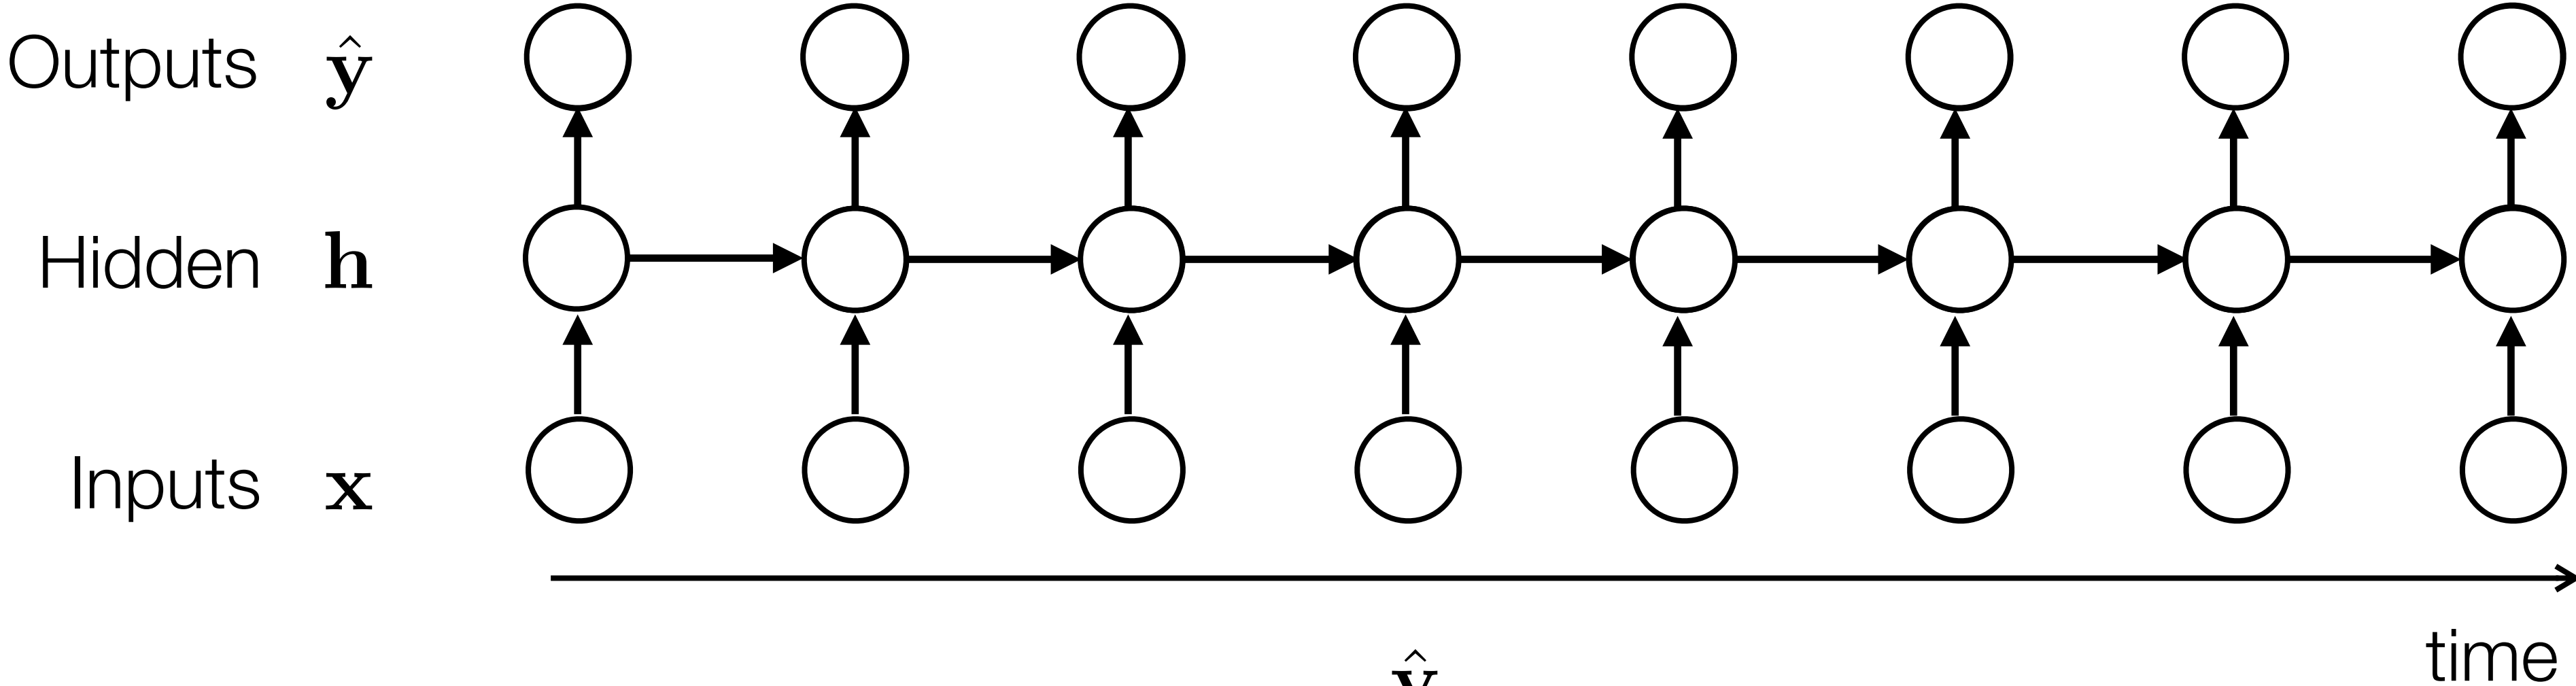 Outputs ŷ
Hidden h
Inputs x
time